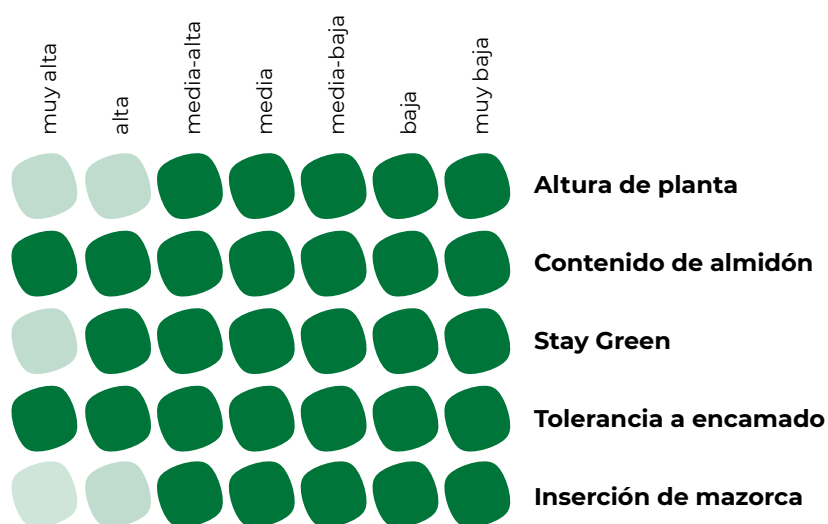 muy alta
alta
media-alta
media
media-baja
baja
muy baja
Altura de planta
Contenido de almidón
Stay Green
Tolerancia a encamado
Inserción de mazorca